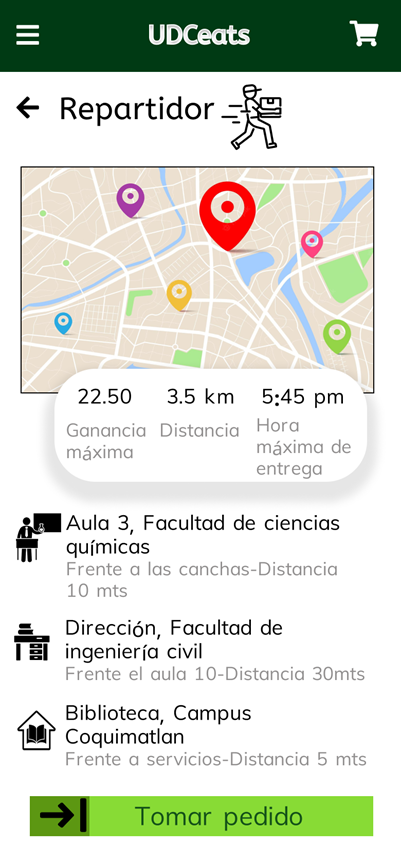 UDCeats
Repartidor
22.50 3.5 km 5:45 pm
Ganancia Distancia Hora
máxima máxima de
entrega
Aula 3, Facultad de ciencias
químicas
Frente a las canchas-Distancia
10 mts
Dirección, Facultad de
ingeniería civil
Frente el aula 10-Distancia 30mts
Biblioteca, Campus
Coquimatlan
Frente a servicios-Distancia 5 mts
Tomar pedido